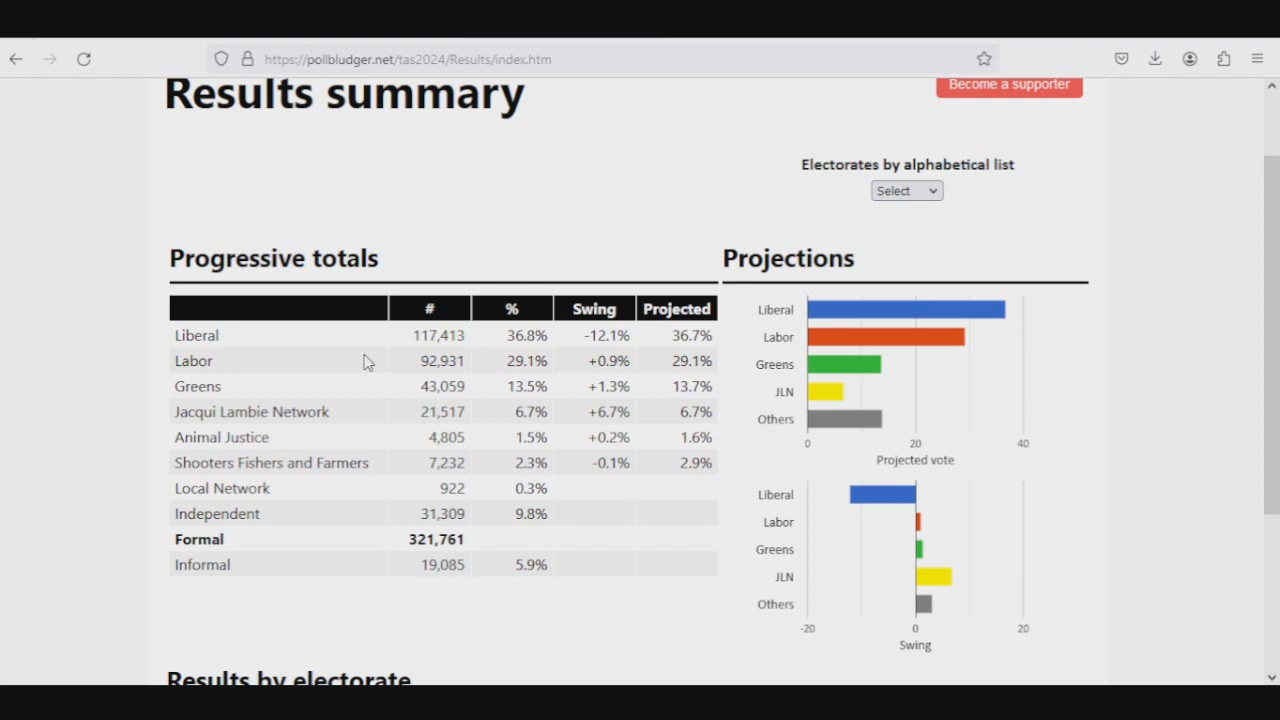 https://pollbludger.net/tas2024/Results/index.htm
Results summary
Become a supporter
Electorates by alphabetical list
Select
Progressive totals
# % Swing Projected
Liberal 117,413 36.8% -12.1% 36.7%
Labor 92,931 29.1% +0.9% 29.1%
Greens 43,059 13.5% +1.3% 13.7%
Jacqui Lambie Network 21,517 6.7% +6.7% 6.7%
Animal Justice 4,805 1.5% +0.2% 1.6%
Shooters Fishers and Farmers 7,232 2.3% -0.1% 2.9%
Local Network 922 0.3%
Independent 31,309 9.8%
Formal 321,761
Informal 19,085 5.9%
Projections
Liberal
Labor
Greens
JLN
Others
0 20 40
Projected vote
Liberal
Labor
Greens
JLN
Others
-20 0 20
Swing
Results by electorate